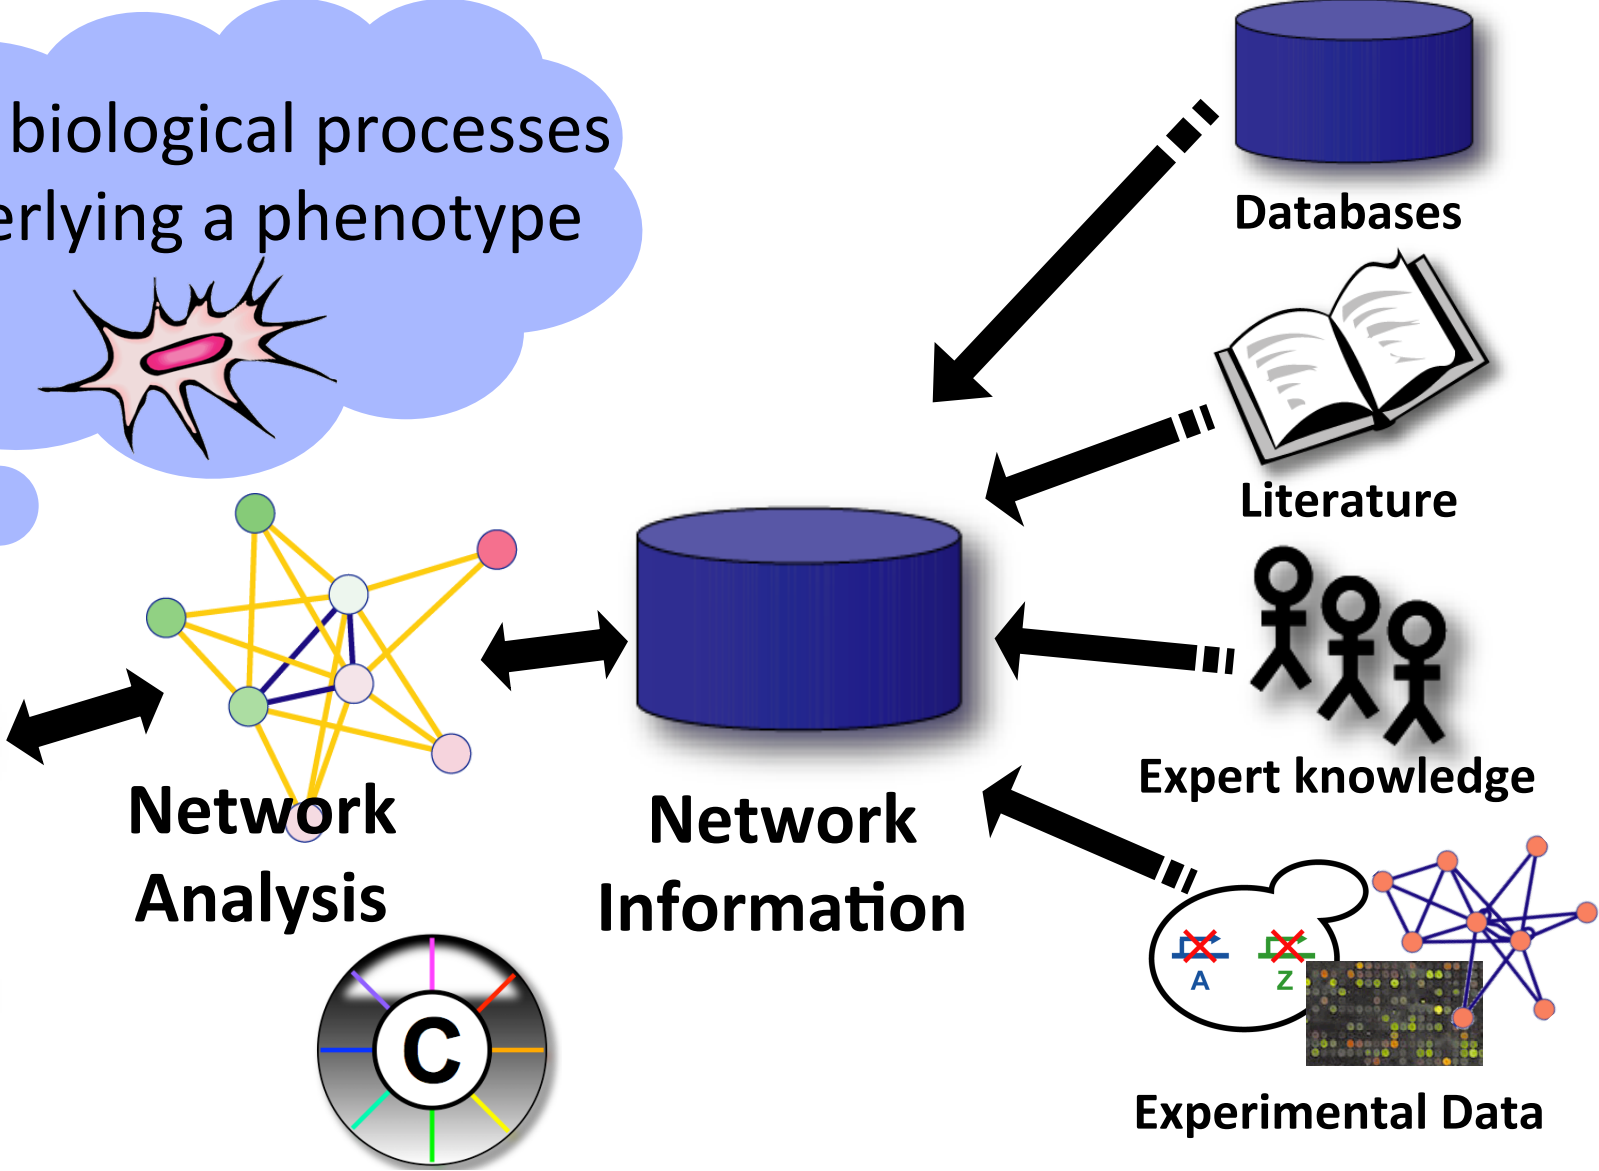 biological processes
erlying a phenotype
Databases
Literature
Expert knowledge
Network
Analysis
Network
Information
A
Z
C
Experimental Data